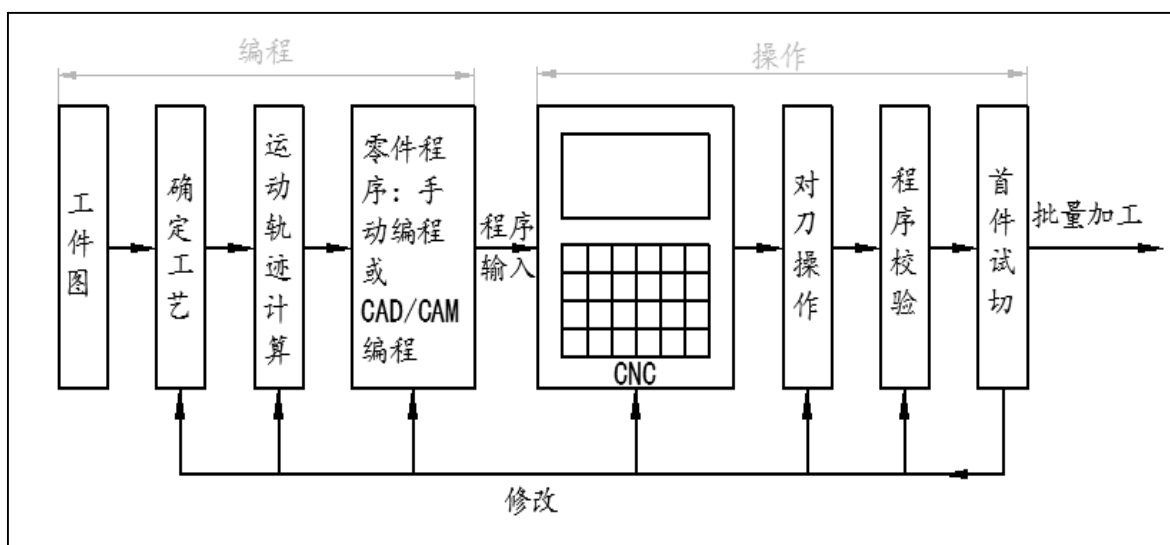 编程
操作
工件图
确定工艺
运动轨迹计算
零件程
序：手
动编程
或
CAD/CAM
编程
程序
输入
CNC
对刀操作
程序校验
首件试切
批量加工
修改